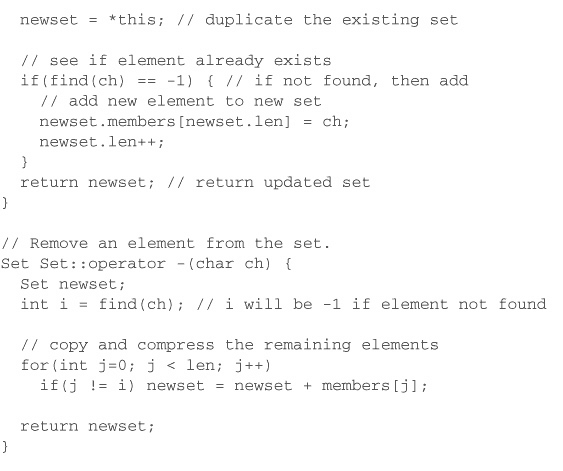 newset = *this; // duplicate the existing set
// see if element already exists
if(find(ch) == -1) { // if not found, then add
// add new element to new set
newset.members[newset.len] = ch;
newset.len++;
}
return newset; // return updated set
}
// Remove an element from the set.
Set Set::operator -(char ch) {
Set newset;
int i = find(ch); // i will be -1 if element not found
// copy and compress the remaining elements
for(int j=0; j < len; j++)
if(j != i) newset = newset + members[j];
return newset;
}